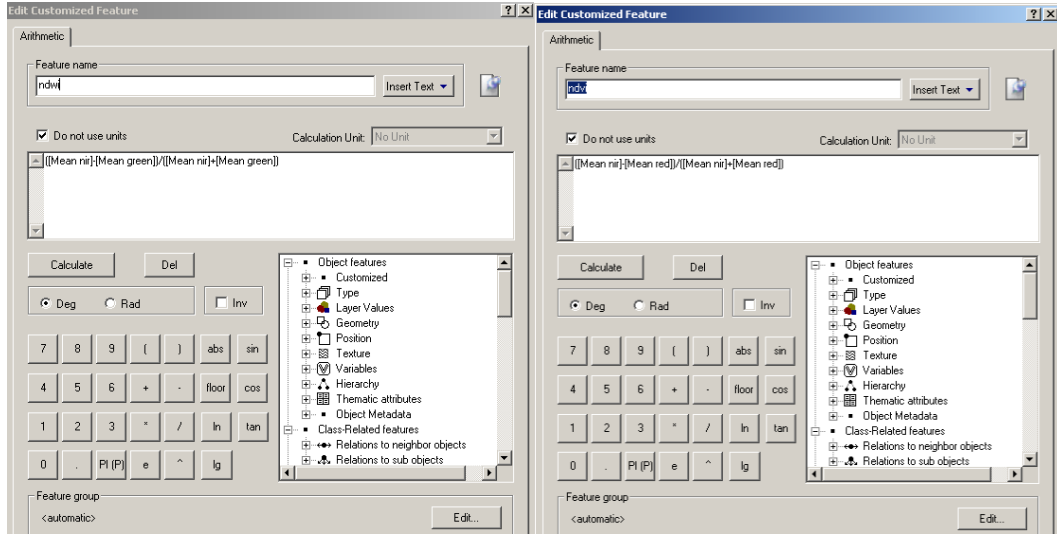 Edit Customized Feature
Arithmetic
Feature name
ndwi
Insert Text
Do not use units
Calculation Unit: No Unit
([Mean nir]-[Mean green])/([Mean nir]+[Mean green])
Calculate Del
Deg Rad Inv
7 8 9 ( ) abs sin
4 5 6 + - floor cos
1 2 3 * / ln tan
0 . PI (P) e ^ lg
Object features
Customized
Type
Layer Values
Geometry
Position
Texture
Variables
Hierarchy
Thematic attributes
Object Metadata
Class-Related features
Relations to neighbor objects
Relations to sub objects
Feature group
<automatic>
Edit...
Edit Customized Feature
Arithmetic
Feature name
ndvi
Insert Text
Do not use units
Calculation Unit: No Unit
([Mean nir]-[Mean red])/([Mean nir]+[Mean red])
Calculate Del
Deg Rad Inv
7 8 9 ( ) abs sin
4 5 6 + - floor cos
1 2 3 * / ln tan
0 . PI (P) e ^ lg
Object features
Customized
Type
Layer Values
Geometry
Position
Texture
Variables
Hierarchy
Thematic attributes
Object Metadata
Class-Related features
Relations to neighbor objects
Relations to sub objects
Feature group
<automatic>
Edit...